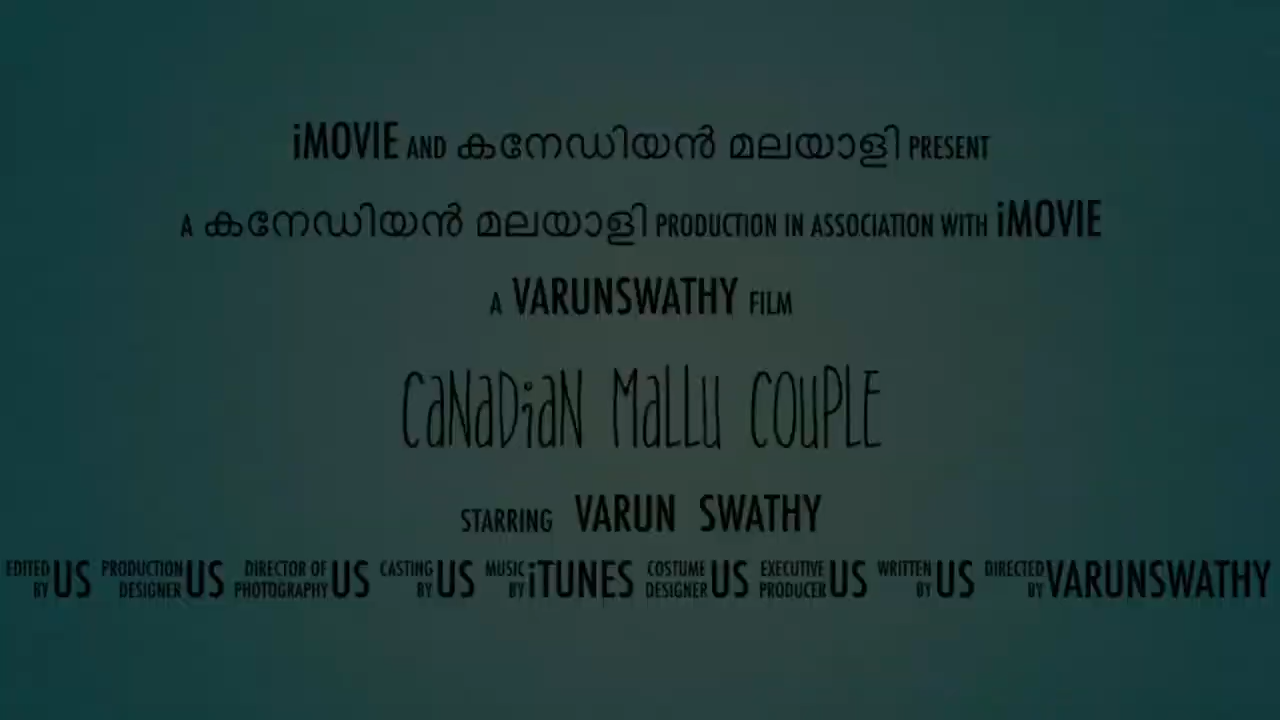 iMOVIE AND കനേഡിയൻ മലയാളി PRESENT
A കനേഡിയൻ മലയാളി PRODUCTION IN ASSOCIATION WITH iMOVIE
A VARUNSWATHY FILM
CaNaDiaN MaLLU COUPLE
STARRING VARUN SWATHY
EDITED BY US PRODUCTION DESIGNER US DIRECTOR OF PHOTOGRAPHY US CASTING BY US MUSIC BY iTUNES COSTUME DESIGNER US EXECUTIVE PRODUCER US WRITTEN BY US DIRECTED BY VARUNSWATHY